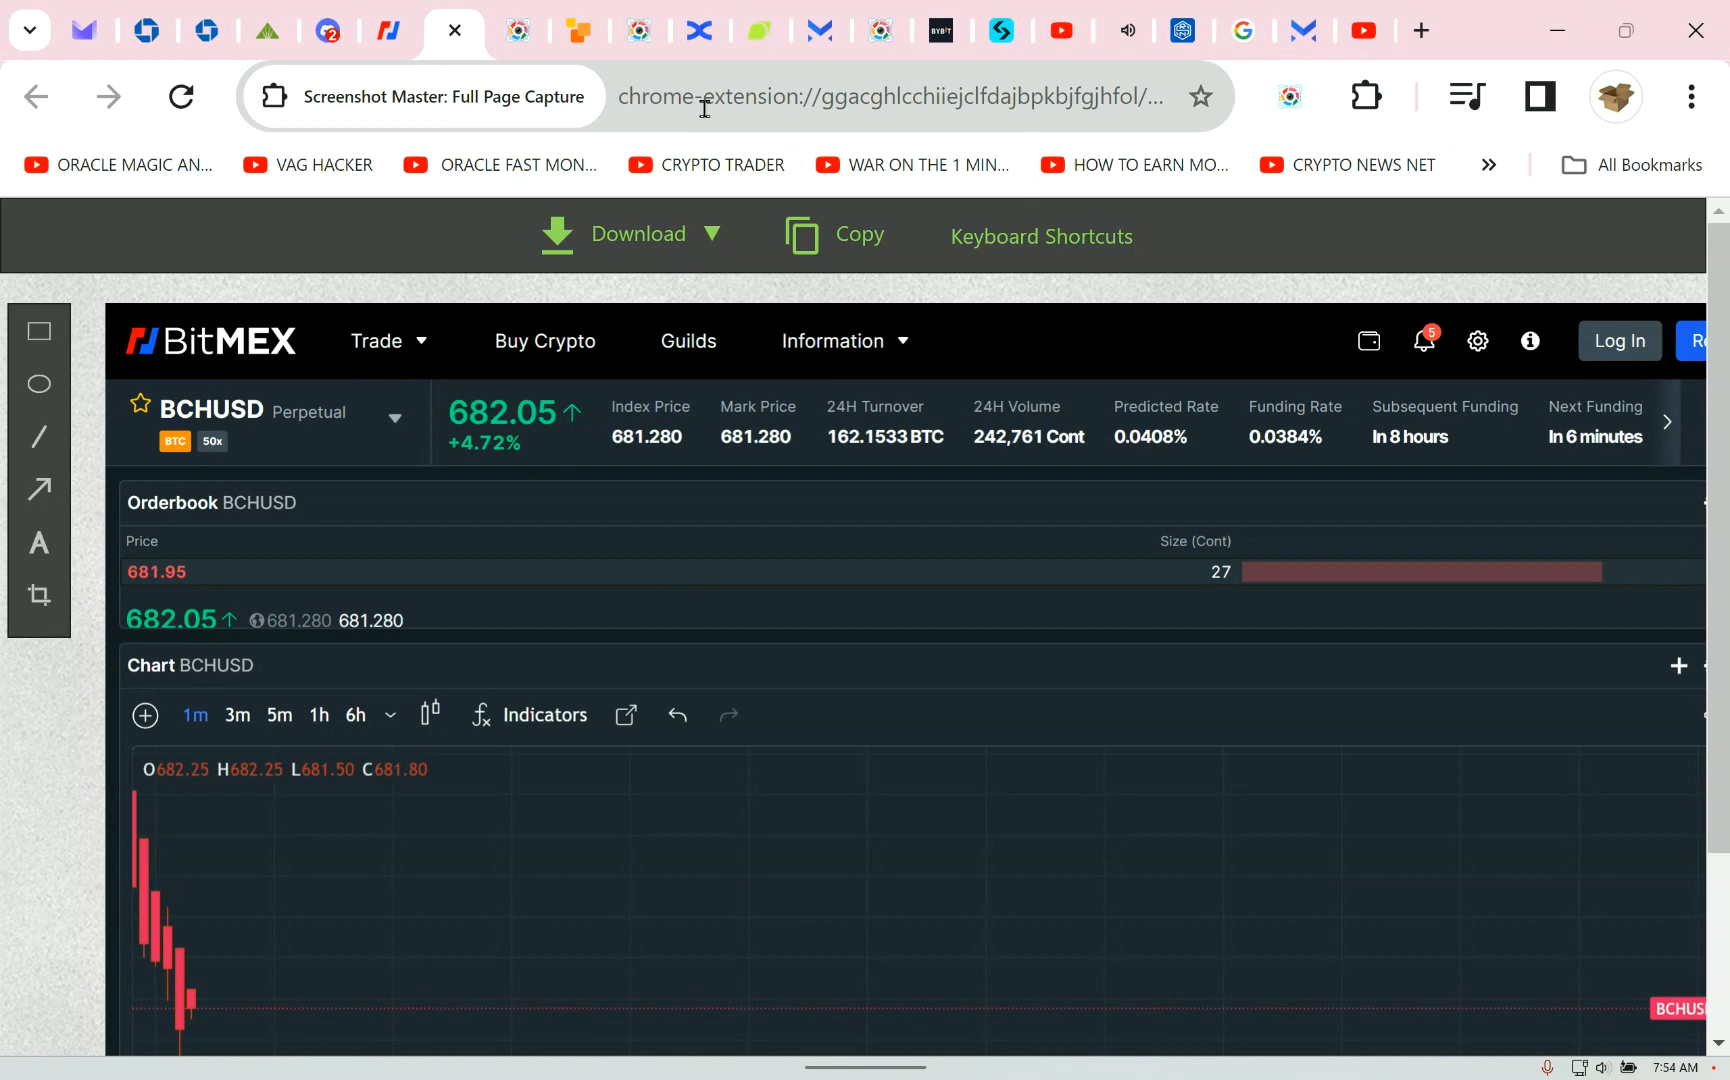 2
BYBIT
Screenshot Master: Full Page Capture
chrome-extension://ggacghlcchiiejclfdajbpkbjfgjhfol/...
ORACLE MAGIC AN...
VAG HACKER
ORACLE FAST MON...
CRYPTO TRADER
WAR ON THE 1 MIN...
HOW TO EARN MO...
CRYPTO NEWS NET
All Bookmarks
Download
Copy
Keyboard Shortcuts
BitMEX
Trade
Buy Crypto
Guilds
Information
5
Log In
Re
BCHUSD Perpetual
BTC 50x
682.05↑
+4.72%
Index Price
681.280
Mark Price
681.280
24H Turnover
162.1533 BTC
24H Volume
242,761 Cont
Predicted Rate
0.0408%
Funding Rate
0.0384%
Subsequent Funding
In 8 hours
Next Funding
In 6 minutes
Orderbook BCHUSD
Price Size (Cont)
681.95 27
682.05↑ 681.280 681.280
Chart BCHUSD
1m 3m 5m 1h 6h Indicators
O682.25 H682.25 L681.50 C681.80
BCHUS
A
7:54 AM